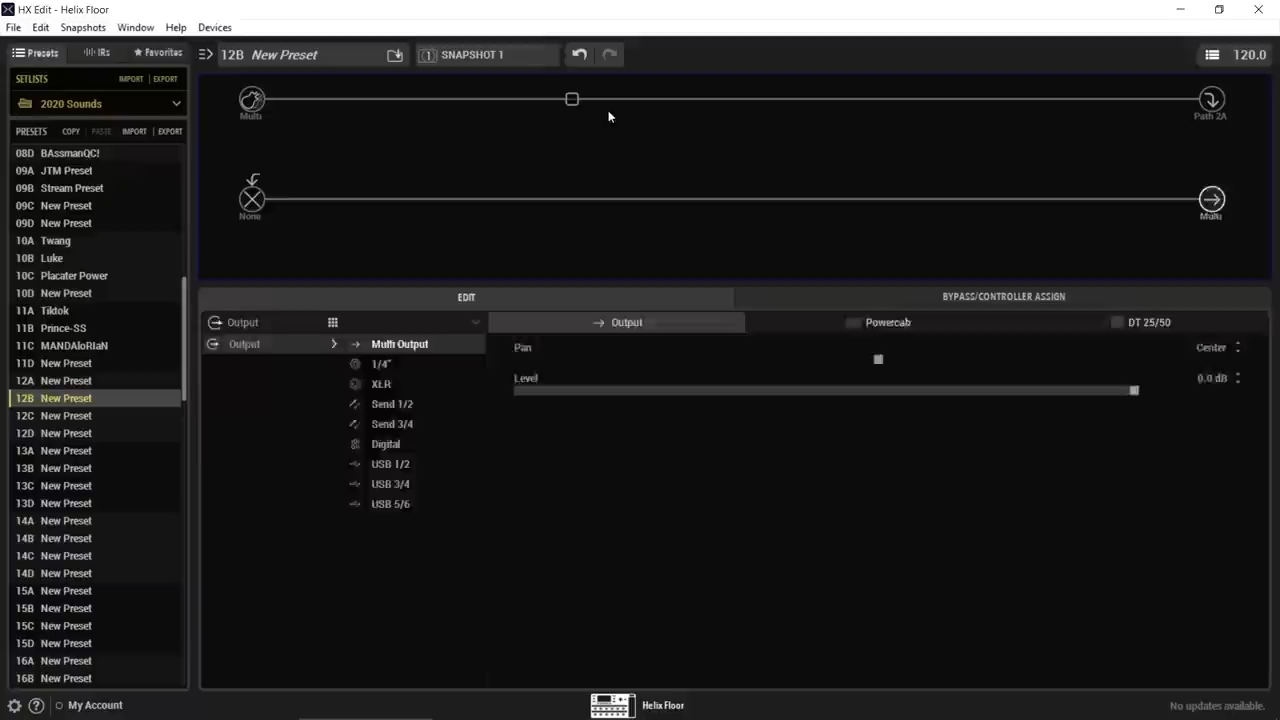 HX Edit - Helix Floor
File Edit Snapshots Window Help Devices
Presets IRs Favorites
12B New Preset 1 SNAPSHOT 1 120.0
SETLISTS IMPORT EXPORT
2020 Sounds
PRESETS COPY PASTE IMPORT EXPORT
08D BAssmanQC!
09A JTM Preset
09B Stream Preset
09C New Preset
09D New Preset
10A Twang
10B Luke
10C Placater Power
10D New Preset
11A Tiktok
11B Prince-SS
11C MANDAloRIaN
11D New Preset
12A New Preset
12B New Preset
12C New Preset
12D New Preset
13A New Preset
13B New Preset
13C New Preset
13D New Preset
14A New Preset
14B New Preset
14C New Preset
14D New Preset
15A New Preset
15B New Preset
15C New Preset
15D New Preset
16A New Preset
16B New Preset
Multi Path 2A
None Multi
EDIT BYPASS/CONTROLLER ASSIGN
Output Output Powercab DT 25/50
Output Multi Output
1/4"
XLR
Send 1/2
Send 3/4
Digital
USB 1/2
USB 3/4
USB 5/6
Pan Center
Level 0.0 dB
? My Account Helix Floor No updates available.